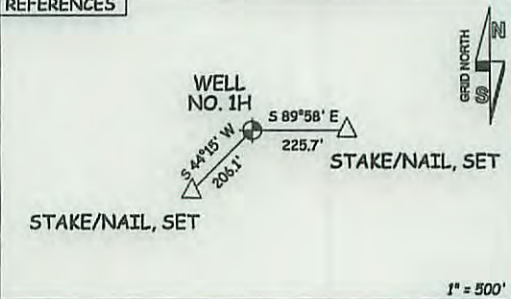 REFERENCES
GRID NORTH
N
S
WELL
NO. 1H
S 89°58' E
225.7'
STAKE/NAIL, SET
S 44°15' W
206.1'
STAKE/NAIL, SET
1" = 500'